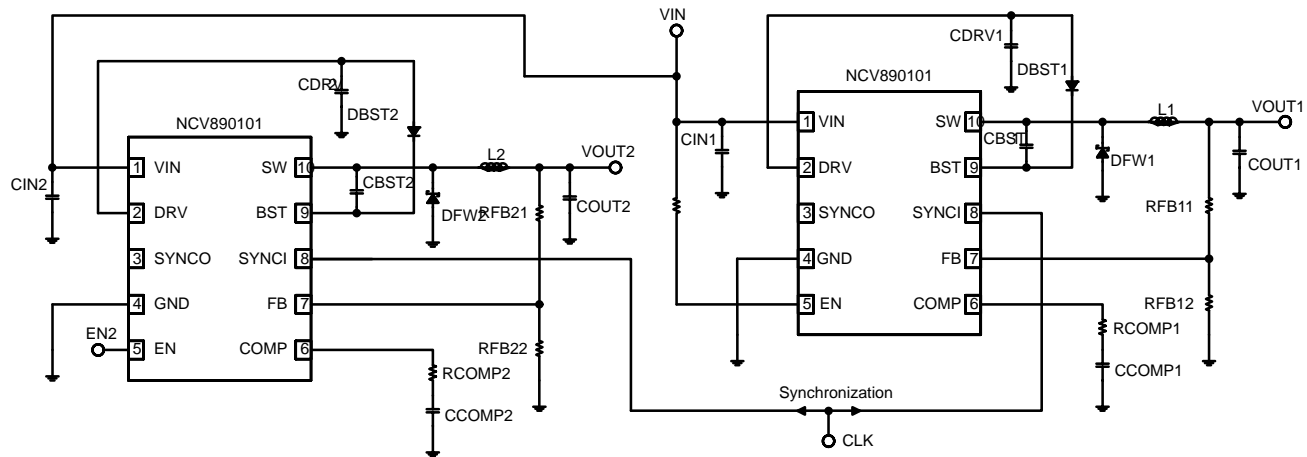 VIN
CDRV1
DBST1
NCV890101
CDRV2
DBST2
NCV890101
1 VIN SW 10
L1
VOUT1
CIN1
CBST1
DFW1
COUT1
2 DRV BST 9
3 SYNCO SYNCI 8
RFB11
4 GND FB 7
5 EN COMP 6
RFB12
RCOMP1
CCOMP1
1 VIN SW 10
L2
VOUT2
CIN2
CBST2
DFW2
COUT2
2 DRV BST 9
RFB21
3 SYNCO SYNCI 8
4 GND FB 7
EN2
5 EN COMP 6
RFB22
RCOMP2
CCOMP2
Synchronization
CLK